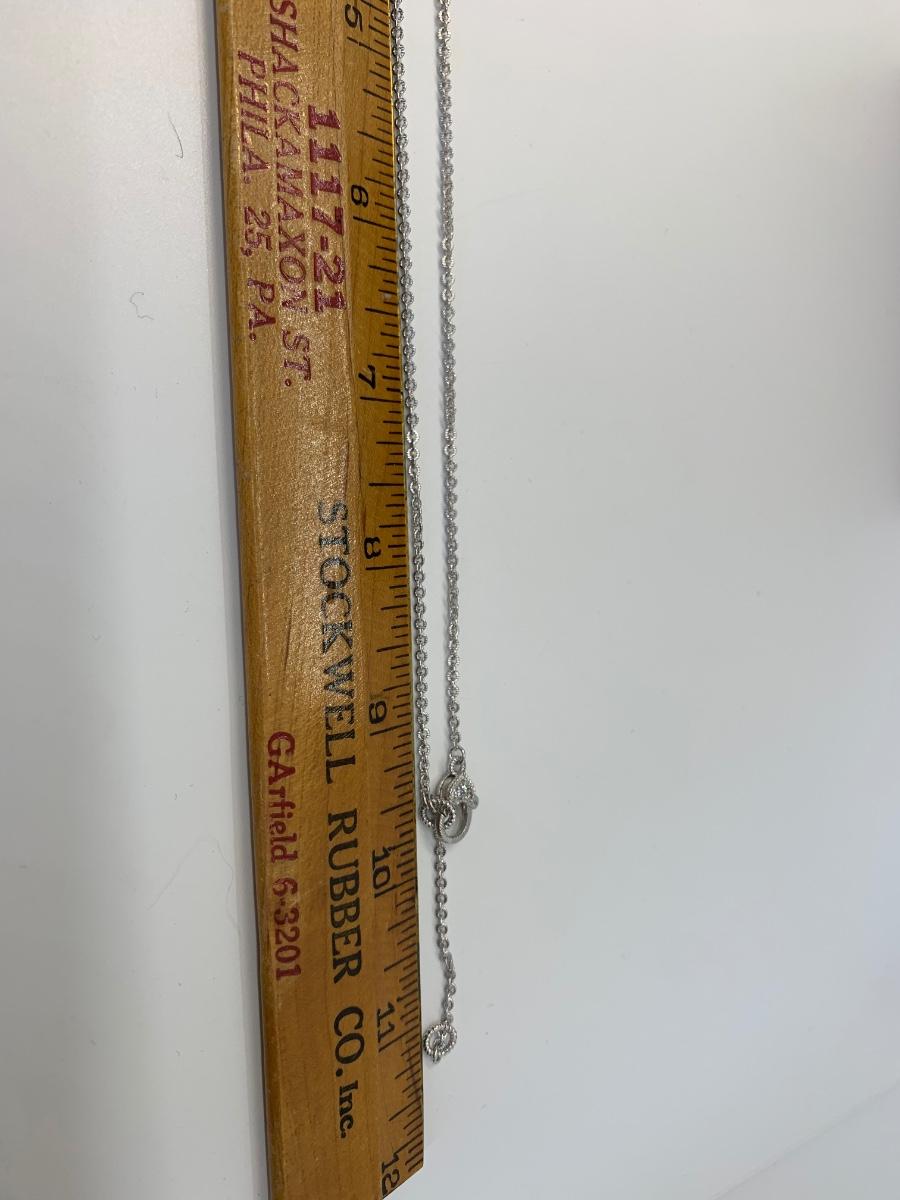 1117-21
SHACKAMAXON ST.
PHILA. 25, PA.
STOCKWELL RUBBER CO. Inc.
GArfield 6-3201
5 6 7 8 9 10 11 12